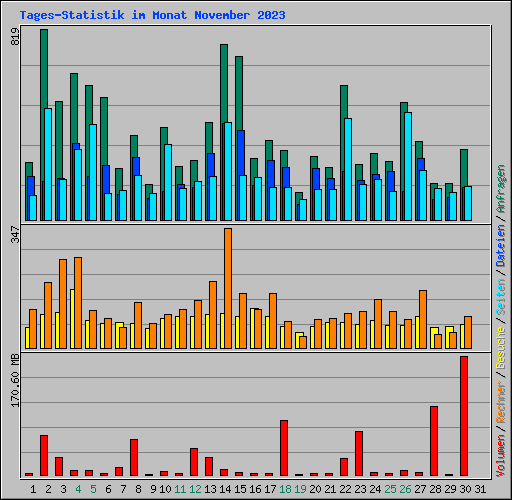 Tages-Statistik im Monat November 2023
819
347
170.60 MB
Volumen / Rechner / Besuche / Seiten / Dateien / Anfragen
1 2 3 4 5 6 7 8 9 10 11 12 13 14 15 16 17 18 19 20 21 22 23 24 25 26 27 28 29 30 31